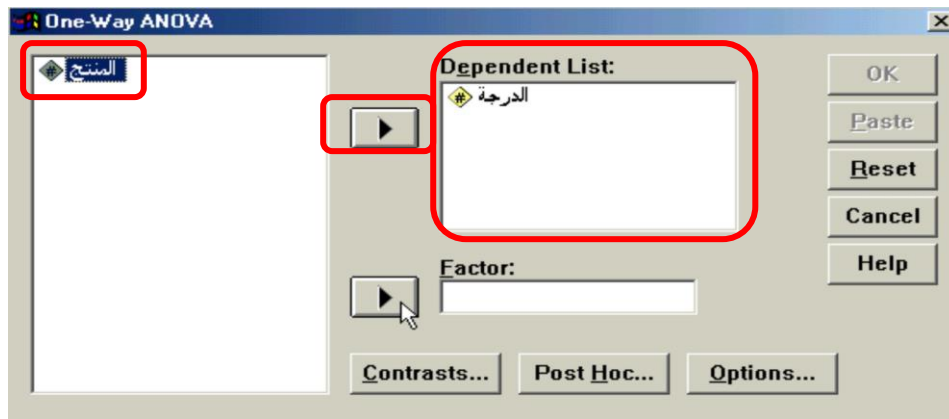 One-Way ANOVA
المنتج
Dependent List:
الدرجة
Factor:
OK
Paste
Reset
Cancel
Help
Contrasts...
Post Hoc...
Options...